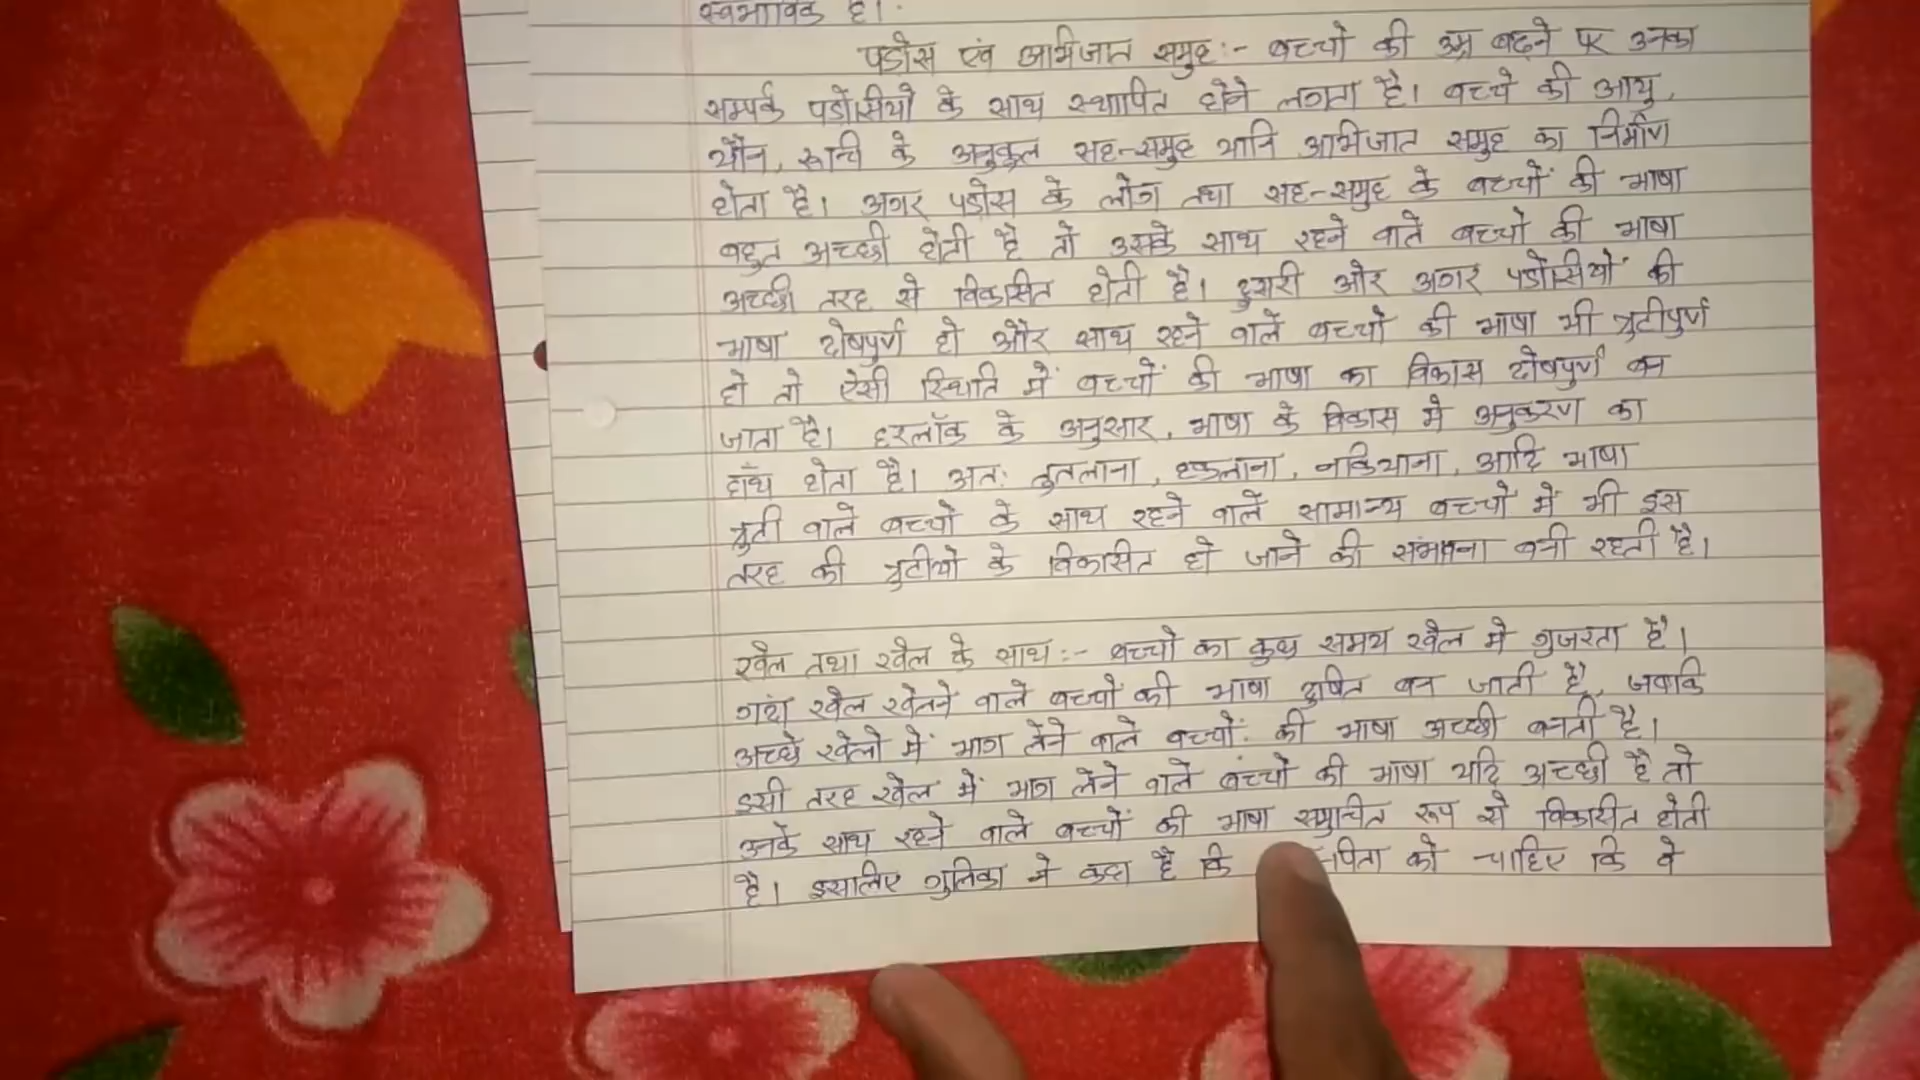 स्वभाविक है।
पडोस एवं अभिजात समुह :- बच्चो की उम्र बढ़ने पर उनका
सम्पर्क पडोसियो के साथ स्थापित होने लगता है। बच्चे की आयु,
यौन, रूची के अनुकुल सह-समुह यानि अभिजात समुह का निर्माण
होता है। अगर पडोस के लोग तथा सह-समुह के बच्चों की भाषा
बहुत अच्छी होती है तो उसके साथ रहने वाले बच्चो की भाषा
अच्छी तरह से विकसित होती है। दुसरी ओर अगर पडोसियों की
भाषा दोषपुर्ण हो और साथ रहने वाले बच्चो की भाषा भी त्रुटीपुर्ण
हो तो ऐसी स्थिति में बच्चों की भाषा का विकास दोषपुर्ण बन
जाता है। हरलॉक के अनुसार, भाषा के विकास मे अनुकरण का
हाँथ होता है। अतः तुतलाना, हकलाना, नकियाना, आदि भाषा
त्रुटी वाले बच्चो के साथ रहने वाले सामान्य बच्चो में भी इस
तरह की त्रुटीयो के विकासित हो जाने की संभावना बनी रहती है।
खेल तथा खेल के साथ :- बच्चो का कुछ समय खेल मे गुजरता है।
गंदा खेल खेलने वाले बच्चो की भाषा दुषित बन जाती है, जबकि
अच्छे खेलो में भाग लेने वाले बच्चों की भाषा अच्छी बनती है।
इसी तरह खेल में भाग लेने वाले बच्चो की भाषा यदि अच्छी है तो
उनके साथ रहने वाले बच्चों की भाषा समुचित रूप से विकासित होती
है। इसलिए गुलिका ने कहा है कि -पिता को चाहिए कि वे